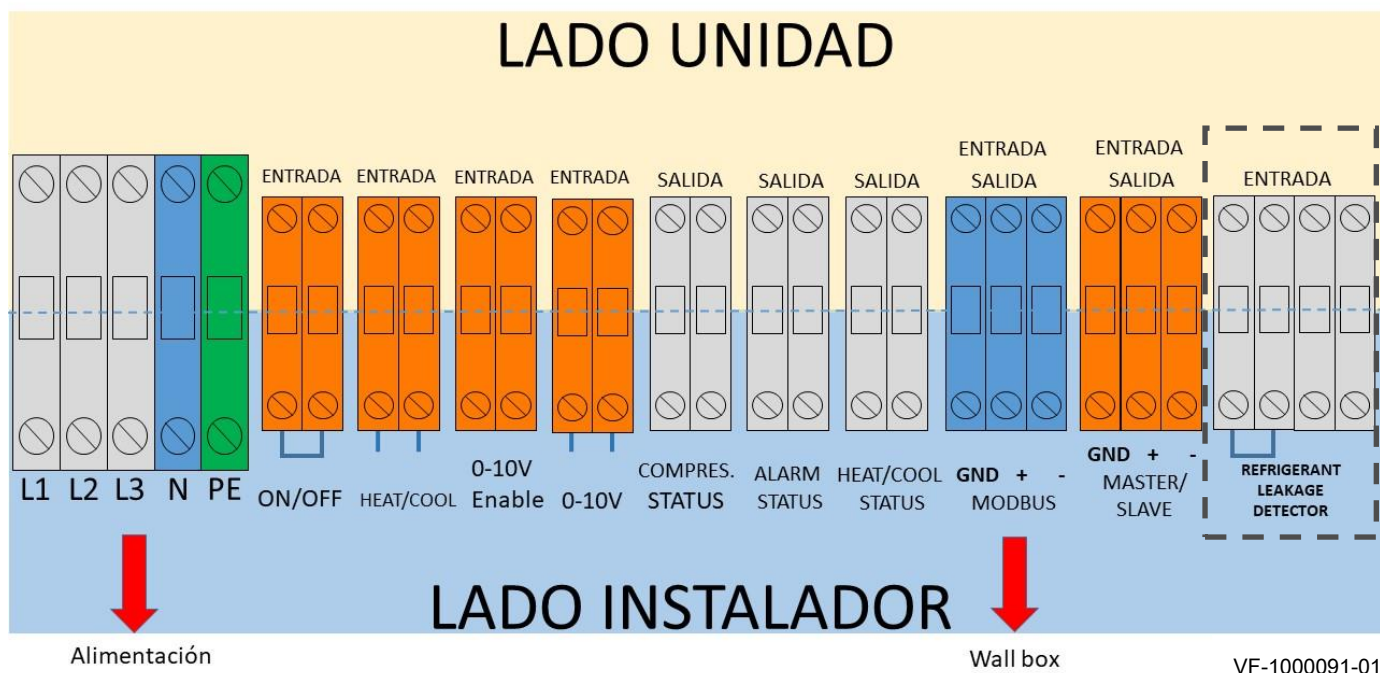 LADO UNIDAD
ENTRADA ENTRADA ENTRADA ENTRADA SALIDA SALIDA SALIDA
ENTRADA
SALIDA
ENTRADA
SALIDA
ENTRADA
L1 L2 L3 N PE
ON/OFF
HEAT/COOL
0-10V
Enable
0-10V
COMPRES.
STATUS
ALARM
STATUS
HEAT/COOL
STATUS
GND + -
MODBUS
GND + -
MASTER/
SLAVE
REFRIGERANT
LEAKAGE
DETECTOR
LADO INSTALADOR
Alimentación
Wall box
VF-1000091-01